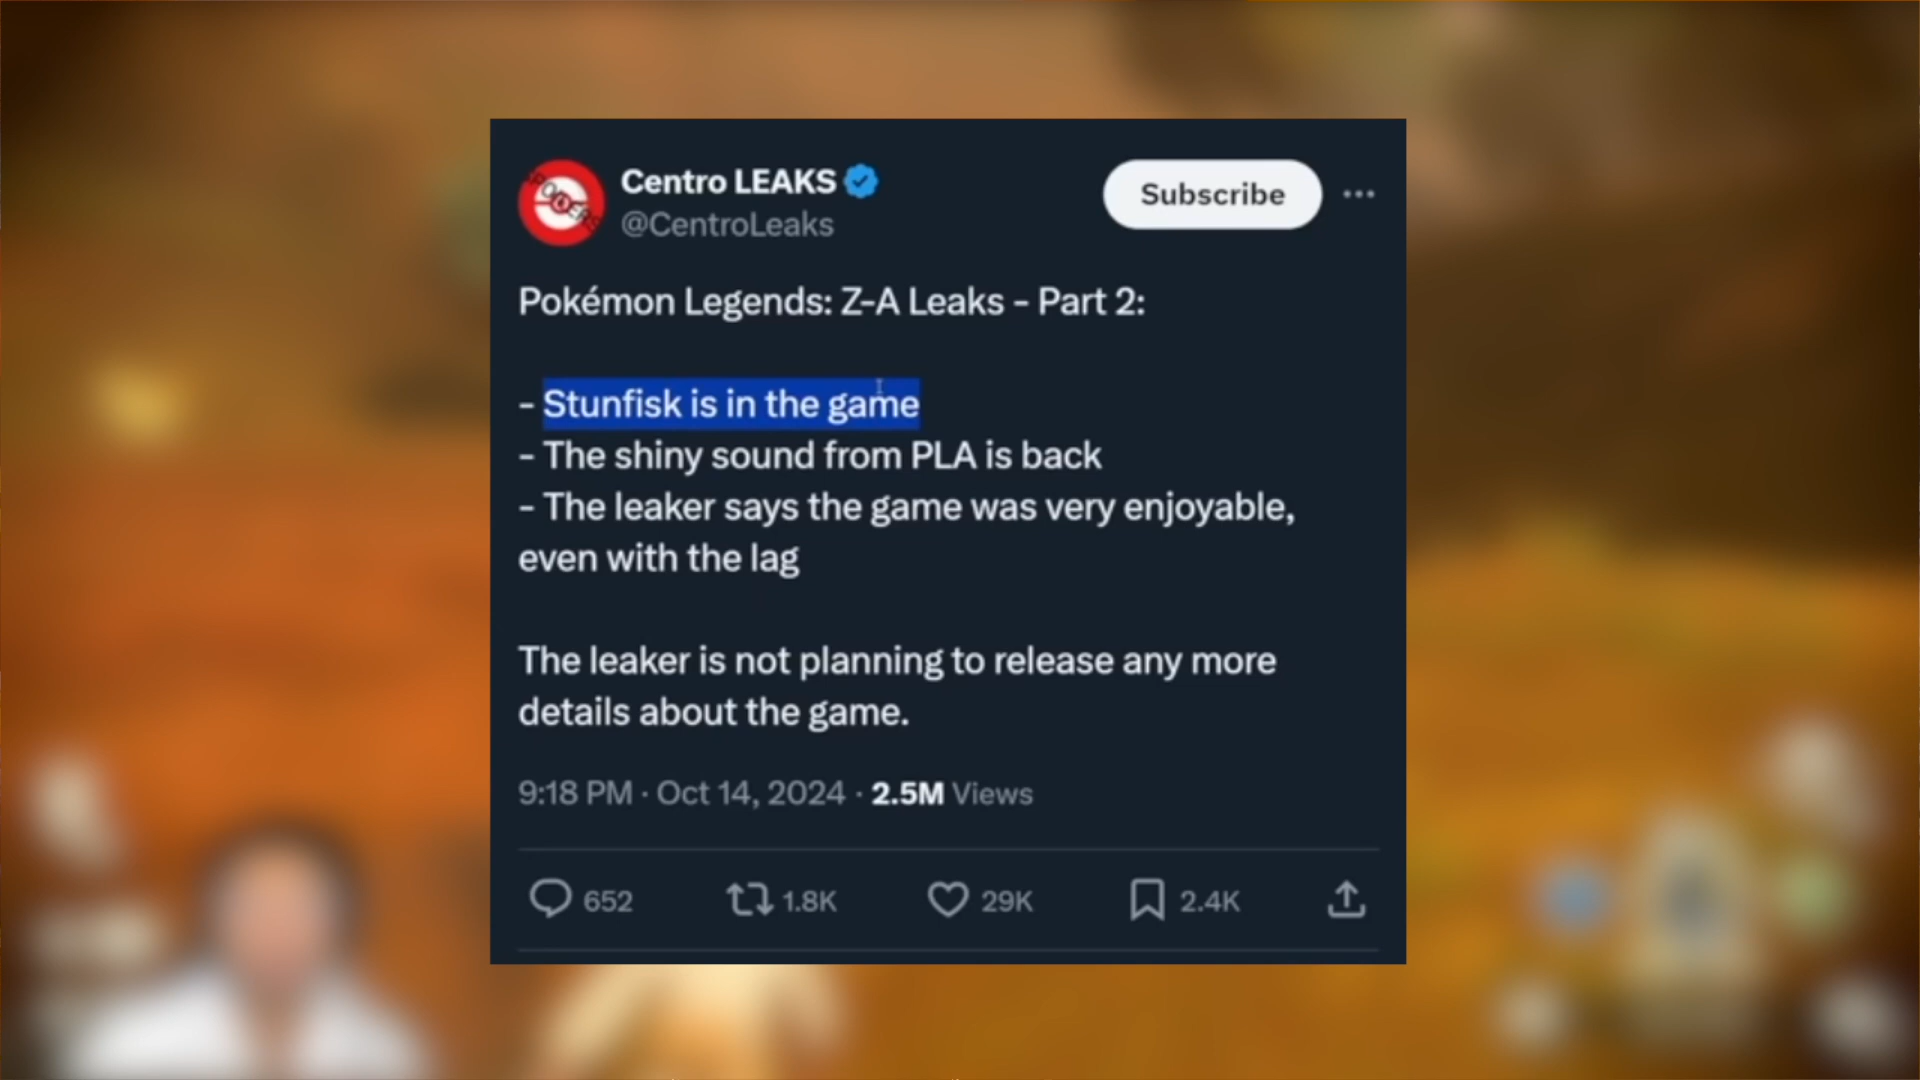 Centro LEAKS
Subscribe
@CentroLeaks
Pokémon Legends: Z-A Leaks - Part 2:
- Stunfisk is in the game
- The shiny sound from PLA is back
- The leaker says the game was very enjoyable,
even with the lag
The leaker is not planning to release any more
details about the game.
9:18 PM · Oct 14, 2024 · 2.5M Views
652 1.8K 29K 2.4K